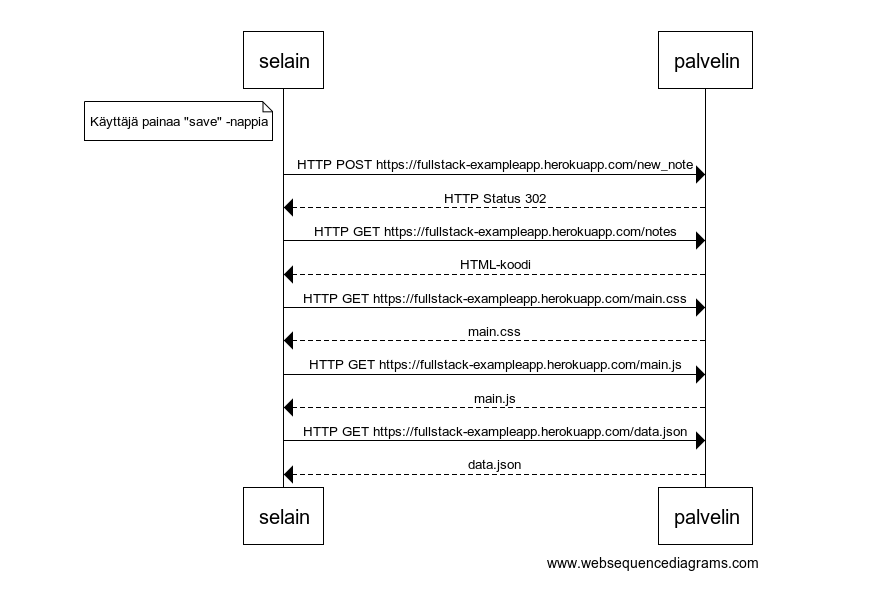 selain palvelin
Käyttäjä painaa "save" -nappia
HTTP POST https://fullstack-exampleapp.herokuapp.com/new_note
HTTP Status 302
HTTP GET https://fullstack-exampleapp.herokuapp.com/notes
HTML-koodi
HTTP GET https://fullstack-exampleapp.herokuapp.com/main.css
main.css
HTTP GET https://fullstack-exampleapp.herokuapp.com/main.js
main.js
HTTP GET https://fullstack-exampleapp.herokuapp.com/data.json
data.json
selain palvelin
www.websequencediagrams.com